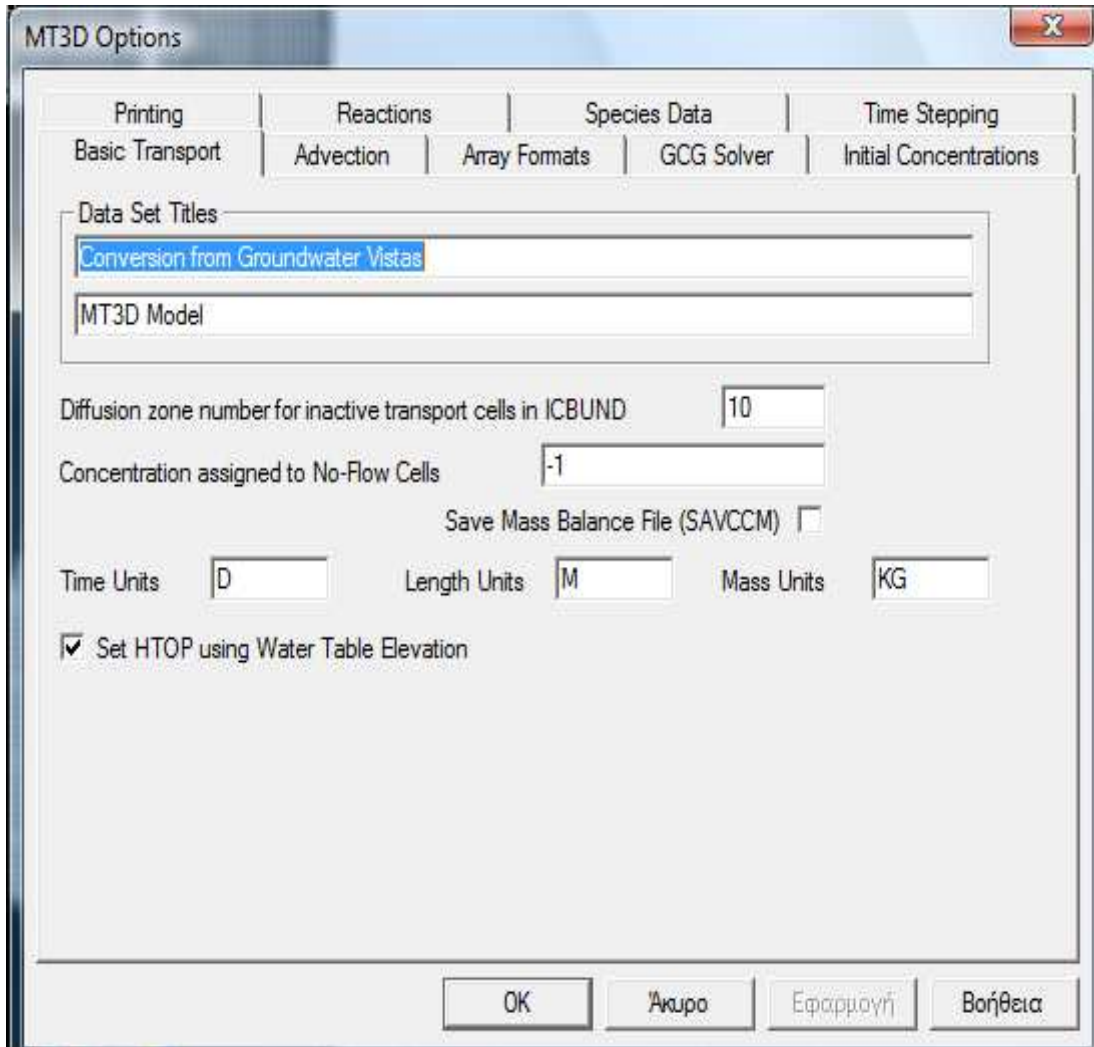 MT3D Options
X
Printing Reactions Species Data Time Stepping
Basic Transport Advection Array Formats GCG Solver Initial Concentrations
Data Set Titles
Conversion from Groundwater Vistas
MT3D Model
Diffusion zone number for inactive transport cells in ICBUND 10
Concentration assigned to No-Flow Cells -1
Save Mass Balance File (SAVCCM)
Time Units D Length Units M Mass Units KG
Set HTOP using Water Table Elevation
OK Άκυρο Εφαρμογή Βοήθεια